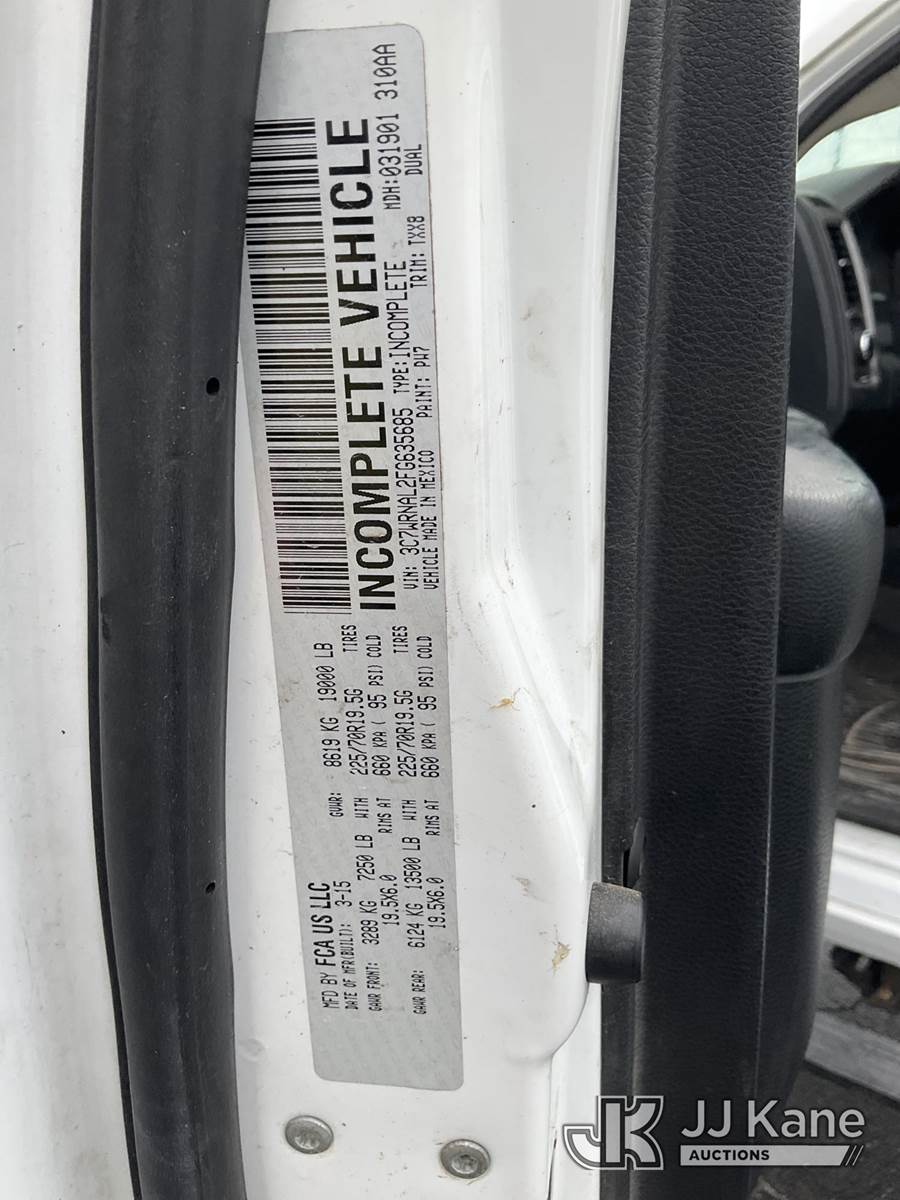 MFD BY FCA US LLC
DATE OF MFR(BUILT): 3-15 GVWR: 8619 KG 19000 LB
GAWR FRONT: 3289 KG 7250 LB WITH 225/70R19.5G TIRES
19.5X6.0 RIMS AT 660 KPA ( 95 PSI) COLD
GAWR REAR: 6124 KG 13500 LB WITH 225/70R19.5G TIRES
19.5X6.0 RIMS AT 660 KPA ( 95 PSI) COLD
INCOMPLETE VEHICLE
MDH:031901 310AA
VIN: 3C7WRNAL2FG635685 TYPE:INCOMPLETE DUAL
VEHICLE MADE IN MEXICO PAINT: PW7 TRIM: TXX8
JK JJ Kane
AUCTIONS